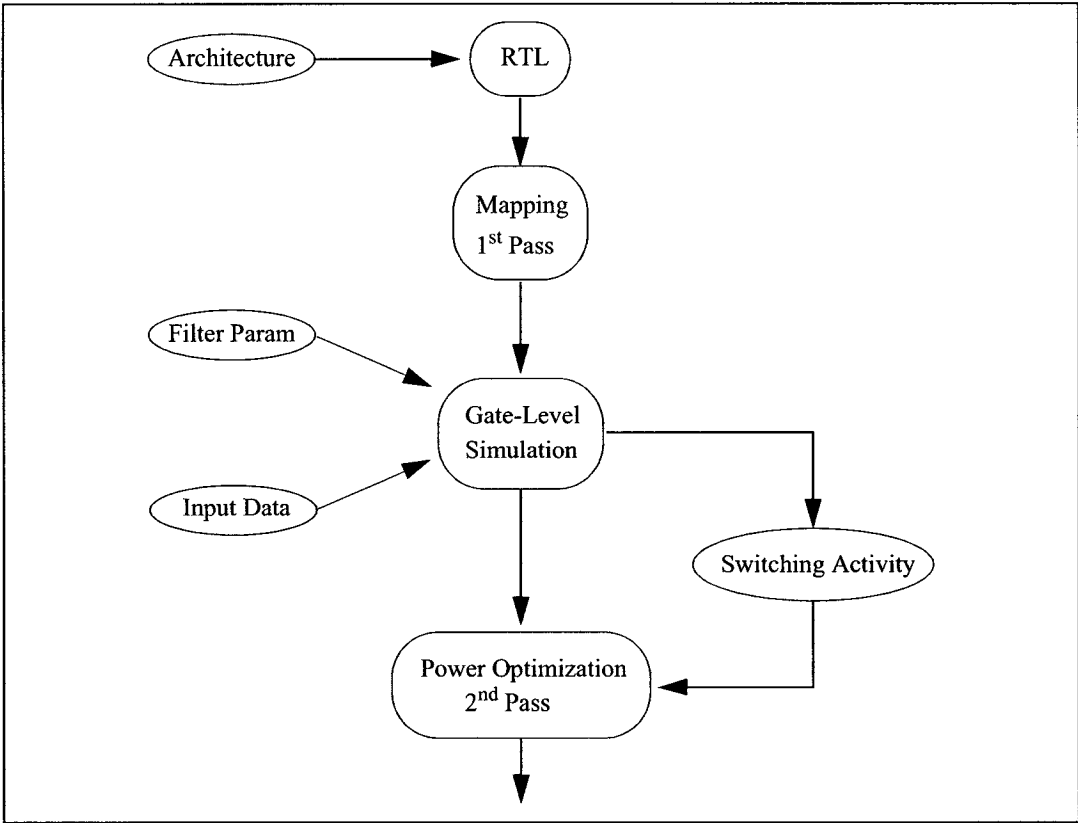 Architecture
RTL
Mapping
1st Pass
Filter Param
Gate-Level
Simulation
Input Data
Switching Activity
Power Optimization
2nd Pass